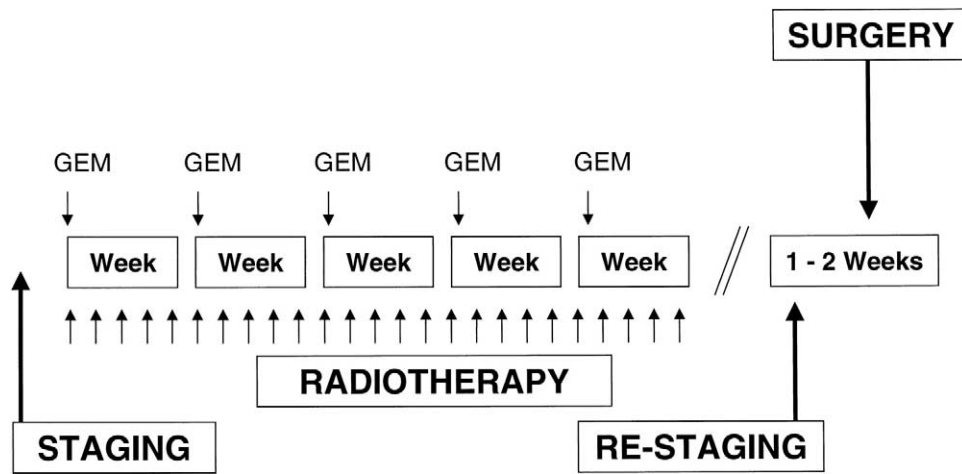 SURGERY
GEM GEM GEM GEM GEM
Week Week Week Week Week 1 - 2 Weeks
RADIOTHERAPY
STAGING RE-STAGING